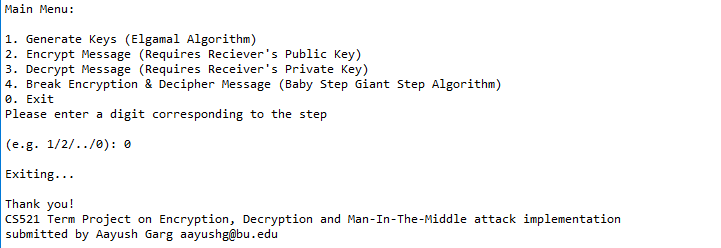 Main Menu:
1. Generate Keys (Elgamal Algorithm)
2. Encrypt Message (Requires Reciever's Public Key)
3. Decrypt Message (Requires Receiver's Private Key)
4. Break Encryption & Decipher Message (Baby Step Giant Step Algorithm)
0. Exit
Please enter a digit corresponding to the step
(e.g. 1/2/../0): 0
Exiting...
Thank you!
CS521 Term Project on Encryption, Decryption and Man-In-The-Middle attack implementation
submitted by Aayush Garg aayushg@bu.edu